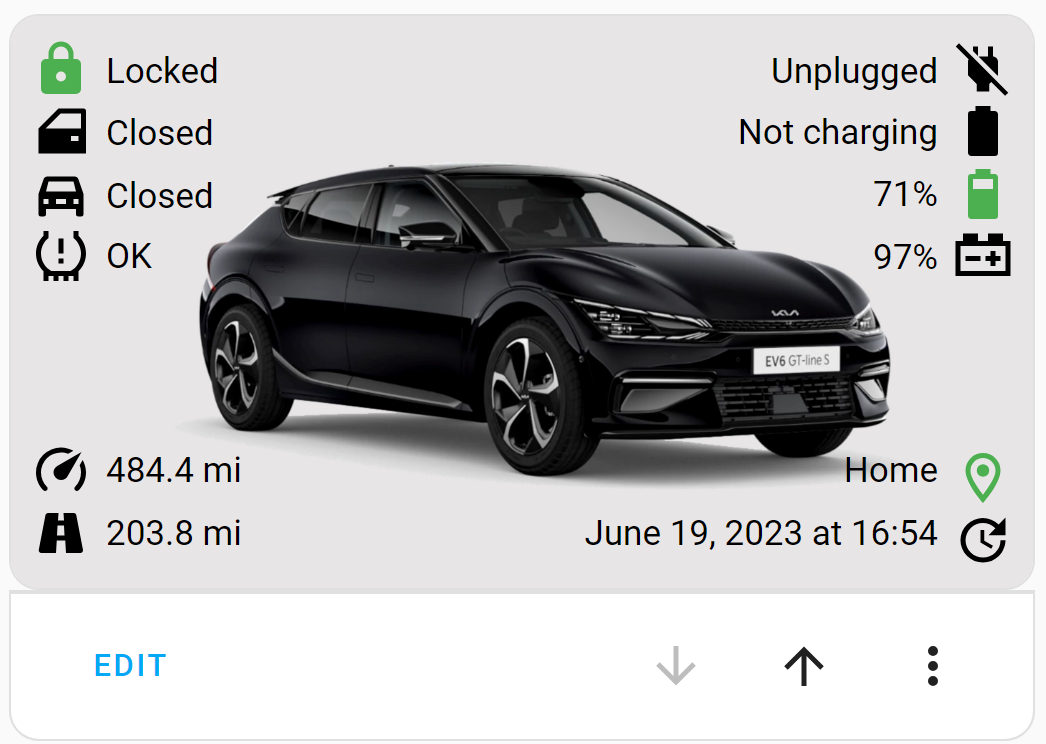 Locked
Closed
Closed
OK
Unplugged
Not charging
71%
97%
KIA
EV6 GT-line S
484.4 mi
203.8 mi
Home
June 19, 2023 at 16:54
EDIT